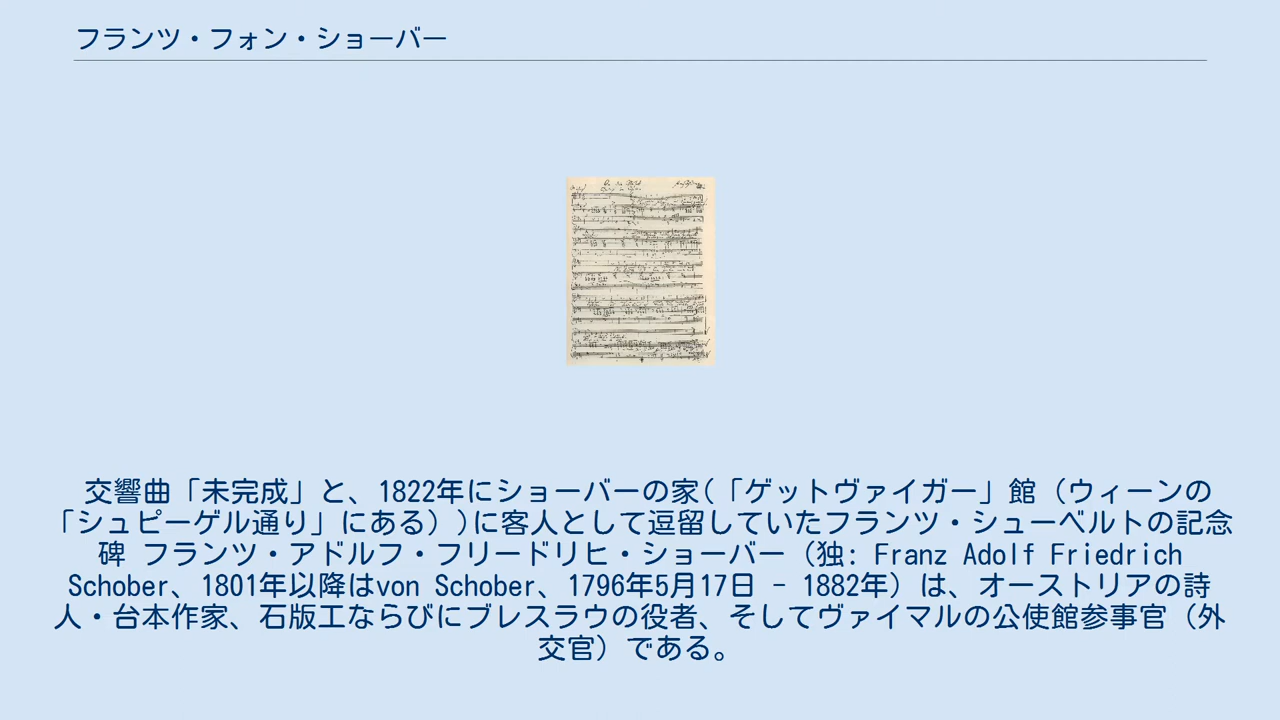 フランツ・フォン・ショーバー
交響曲「未完成」と、1822年にショーバーの家(「ゲットヴァイガー」館（ウィーンの
「シュピーゲル通り」にある）)に客人として逗留していたフランツ・シューベルトの記念
碑 フランツ・アドルフ・フリードリヒ・ショーバー（独: Franz Adolf Friedrich
Schober、1801年以降はvon Schober、1796年5月17日 - 1882年）は、オーストリアの詩
人・台本作家、石版工ならびにブレスラウの役者、そしてヴァイマルの公使館参事官（外
交官）である。